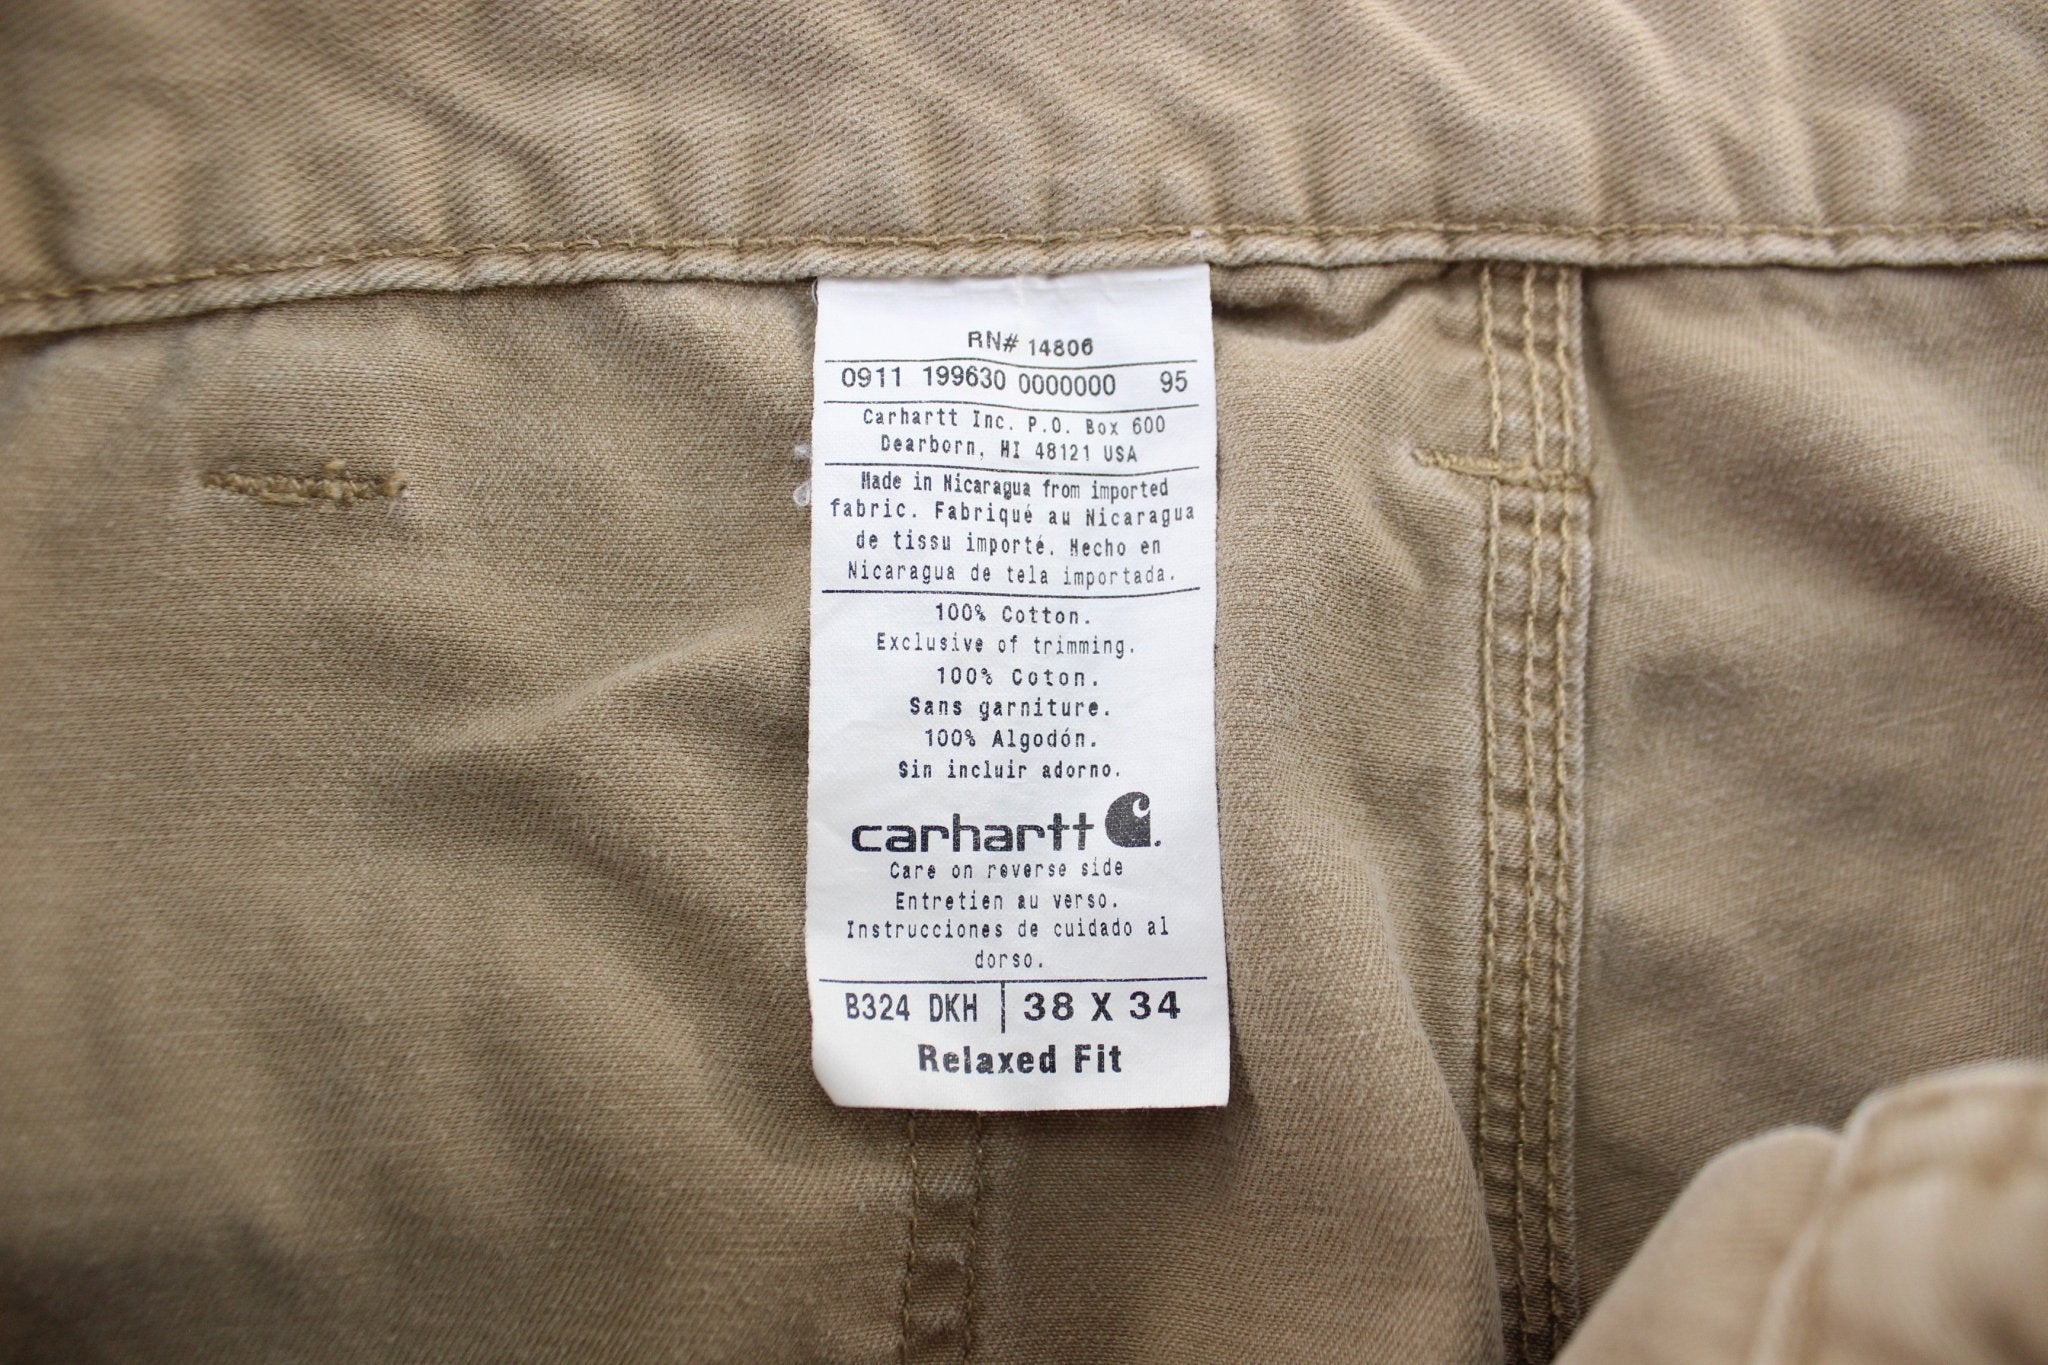 RN# 14806
0911 199630 0000000 95
Carhartt Inc. P.O. Box 600
Dearborn, MI 48121 USA
Made in Nicaragua from imported
fabric. Fabriqué au Nicaragua
de tissu importé. Hecho en
Nicaragua de tela importada.
100% Cotton.
Exclusive of trimming.
100% Coton.
Sans garniture.
100% Algodón.
Sin incluir adorno.
carhartt
Care on reverse side
Entretien au verso.
Instrucciones de cuidado al
dorso.
B324 DKH | 38 X 34
Relaxed Fit